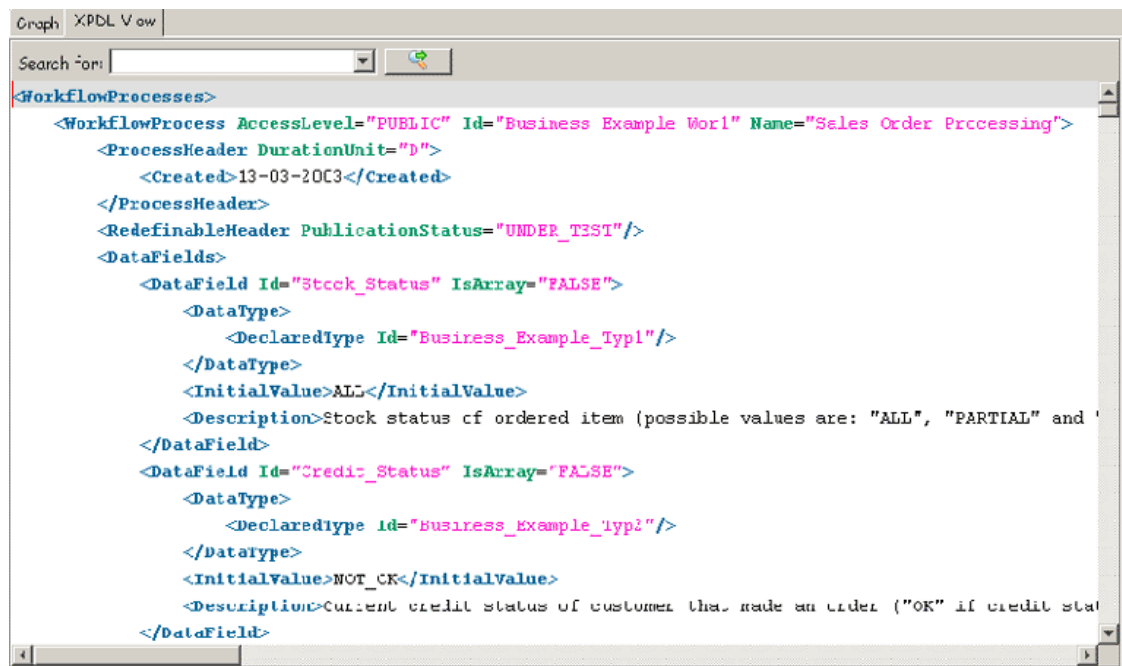 Graph XPDL View
Search for:
<WorkflowProcesses>
<WorkflowProcess AccessLevel="PUBLIC" Id="Business Example Wor1" Name="Sales Order Processing">
<ProcessHeader DurationUnit="D">
<Created>13-03-2003</Created>
</ProcessHeader>
<RedefinableHeader PublicationStatus="UNDER_TEST"/>
<DataFields>
<DataField Id="Stock_Status" IsArray="FALSE">
<DataType>
<DeclaredType Id="Business_Example_Typ1"/>
</DataType>
<InitialValue>ALL</InitialValue>
<Description>Stock status of ordered item (possible values are: "ALL", "PARTIAL" and "
</DataField>
<DataField Id="Credit_Status" IsArray="FALSE">
<DataType>
<DeclaredType Id="Business_Example_Typ2"/>
</DataType>
<InitialValue>NOT_OK</InitialValue>
<Description>Current credit status of customer that made an order ("OK" if credit stat
</DataField>